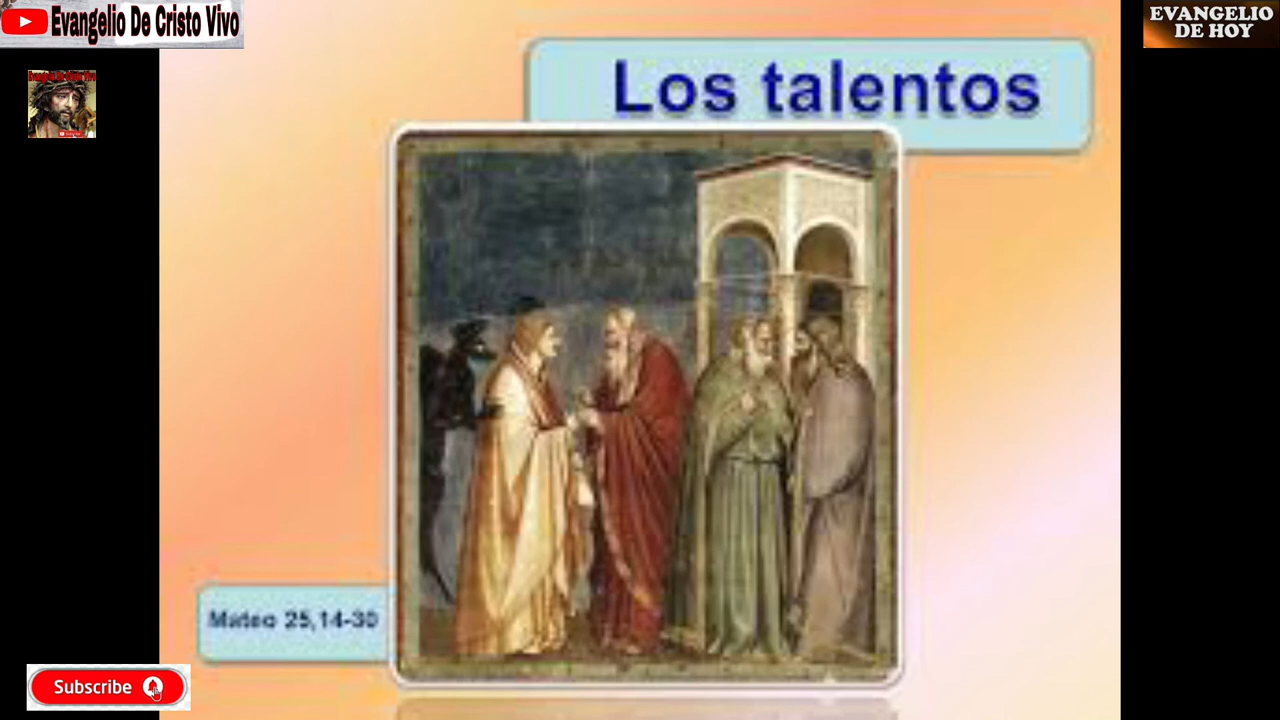 Evangelio De Cristo Vivo
EVANGELIO
DE HOY
Los talentos
Mateo 25,14-30
Subscribe